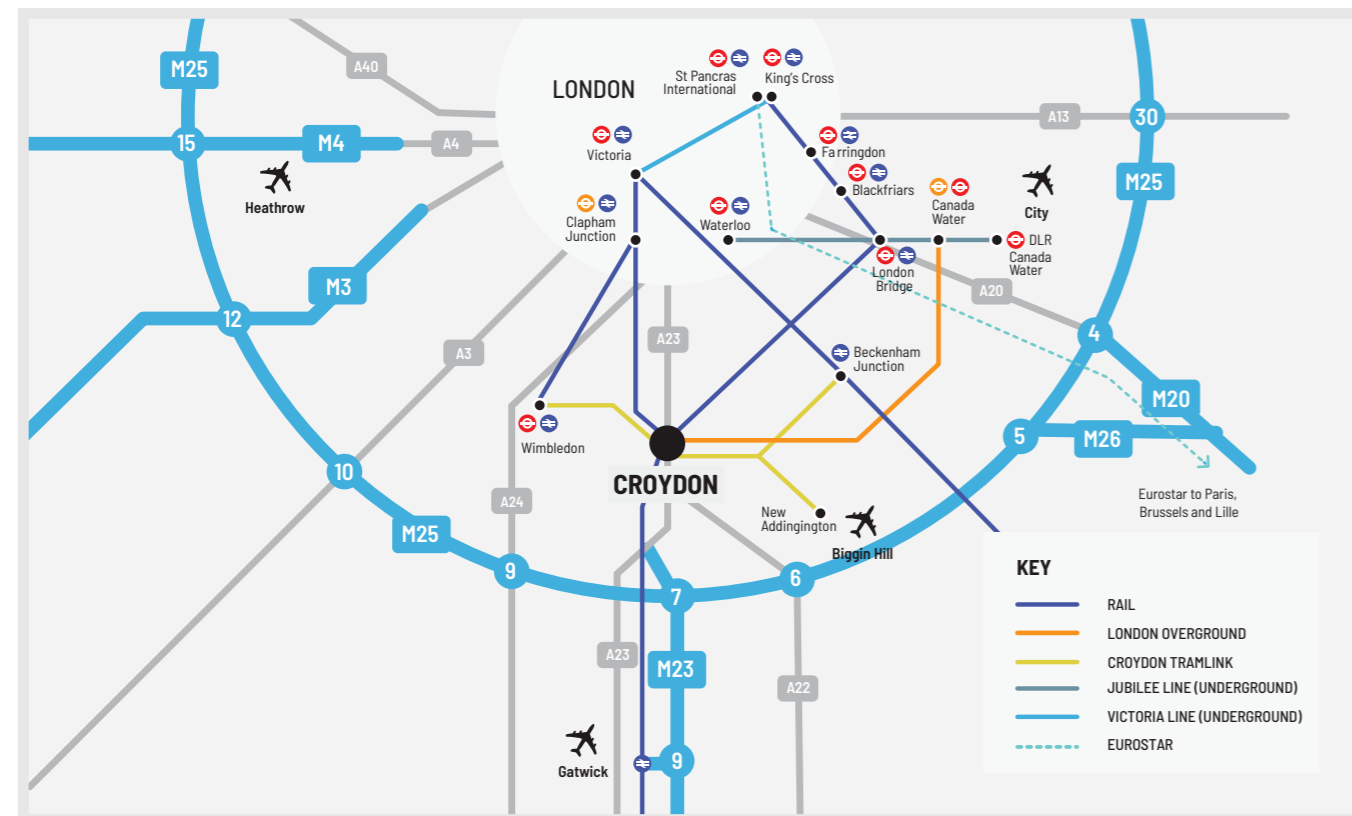 M25
A40
LONDON
St Pancras
International
King's Cross
15
M4
A4
Victoria
Farringdon
A13
30
Heathrow
Blackfriars
M25
Clapham
Junction
Waterloo
Canada
Water
City
DLR
Canada
Water
London
Bridge
M3
A20
12
4
A3
A23
Beckenham
Junction
M20
Wimbledon
5
M26
10
CROYDON
A24
New
Addington
Eurostar to Paris,
Brussels and Lille
M25
Biggin Hill
9
7
6
KEY
RAIL
LONDON OVERGROUND
CROYDON TRAMLINK
JUBILEE LINE (UNDERGROUND)
VICTORIA LINE (UNDERGROUND)
EUROSTAR
A23
M23
A22
Gatwick
9